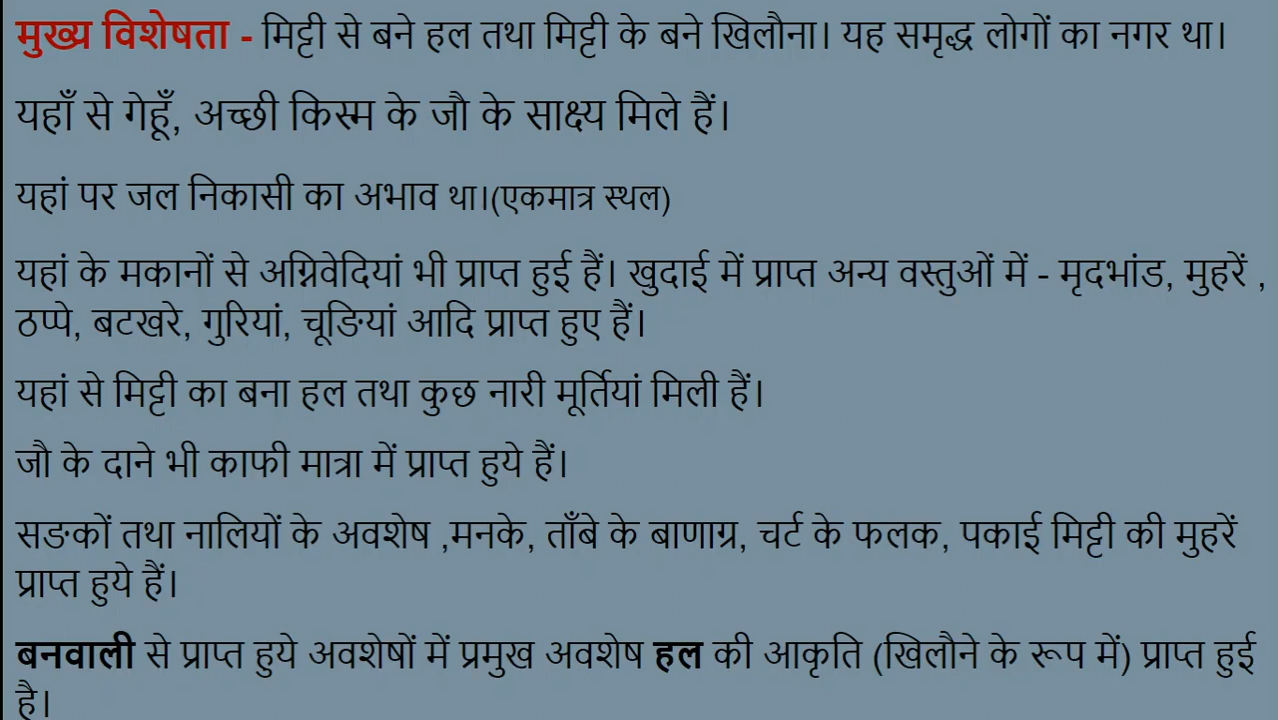 मुख्य विशेषता - मिट्टी से बने हल तथा मिट्टी के बने खिलौना। यह समृद्ध लोगों का नगर था।
यहाँ से गेहूँ, अच्छी किस्म के जौ के साक्ष्य मिले हैं।
यहां पर जल निकासी का अभाव था।(एकमात्र स्थल)
यहां के मकानों से अग्निवेदियां भी प्राप्त हुई हैं। खुदाई में प्राप्त अन्य वस्तुओं में - मृदभांड, मुहरें ,
ठप्पे, बटखरे, गुरियां, चूङियां आदि प्राप्त हुए हैं।
यहां से मिट्टी का बना हल तथा कुछ नारी मूर्तियां मिली हैं।
जौ के दाने भी काफी मात्रा में प्राप्त हुये हैं।
सङकों तथा नालियों के अवशेष ,मनके, ताँबे के बाणाग्र, चर्ट के फलक, पकाई मिट्टी की मुहरें
प्राप्त हुये हैं।
बनवाली से प्राप्त हुये अवशेषों में प्रमुख अवशेष हल की आकृति (खिलौने के रूप में) प्राप्त हुई
है।